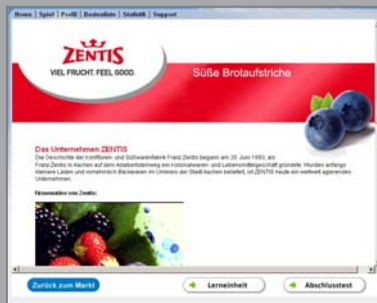 Home | Spiel | Profil | Bestenliste | Statistik | Support
ZENTIS
VIEL FRUCHT. FEEL GOOD.
Süße Brotaufstriche
Das Unternehmen ZENTIS
Die Geschichte der Konfitüren- und Süßwarenfabrik Franz Zentis begann am 20. Juni 1893, als
Franz Zentis in Aachen auf dem Adalbertsteinweg ein Kolonialwaren- und Lebensmittelgeschäft gründete. Wurden anfangs
kleinere Läden und vornehmlich Bäckereien im Umkreis der Stadt Aachen beliefert, ist ZENTIS heute ein weltweit agierendes
Unternehmen.
Firmenvideo von Zentis:
Zurück zum Markt
Lerneinheit
Abschlusstest